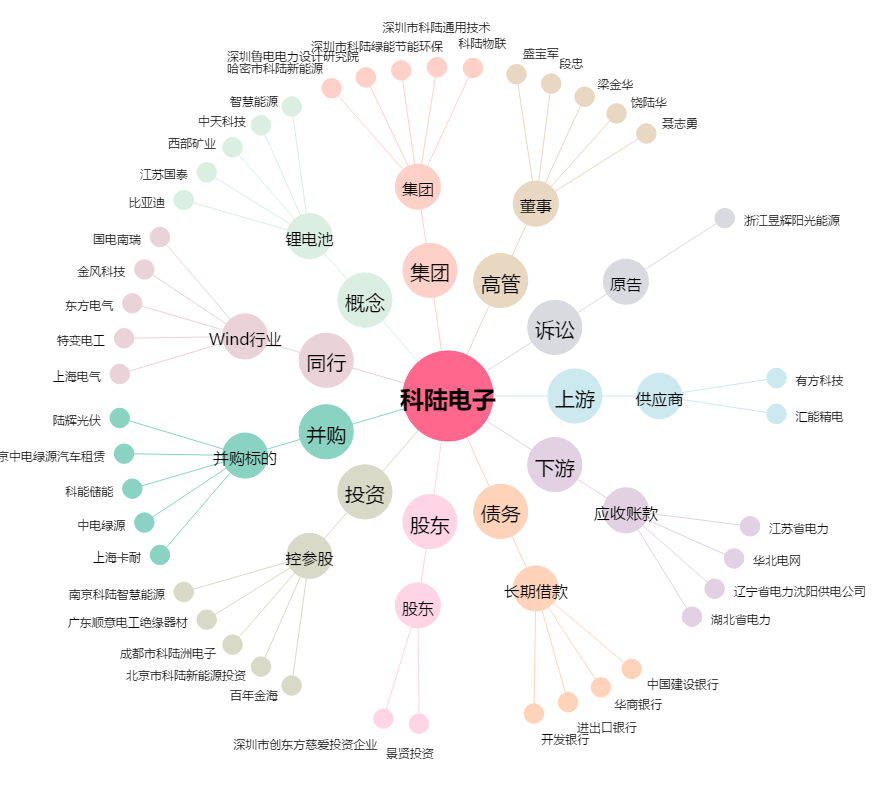 深圳市科陆通用技术
科陆物联
深圳市科陆绿能节能环保
深圳鲁电电力设计研究院
哈密市科陆新能源
盛宝军
段忠
梁金华
饶陆华
聂志勇
智慧能源
中天科技
西部矿业
江苏国泰
比亚迪
集团
董事
浙江昱辉阳光能源
国电南瑞
锂电池
集团
高管
原告
金风科技
概念
东方电气
特变电工
Wind行业
同行
诉讼
上海电气
科陆电子
上游
供应商
有方科技
汇能精电
陆辉光伏
并购
京中电绿源汽车租赁
并购标的
下游
科能储能
投资
应收账款
江苏省电力
中电绿源
股东
债务
华北电网
上海卡耐
控参股
辽宁省电力沈阳供电公司
南京科陆智慧能源
股东
长期借款
湖北省电力
广东顺意电工绝缘器材
成都市科陆洲电子
北京市科陆新能源投资
百年金海
中国建设银行
华商银行
进出口银行
开发银行
深圳市创东方慈爱投资企业
景贤投资